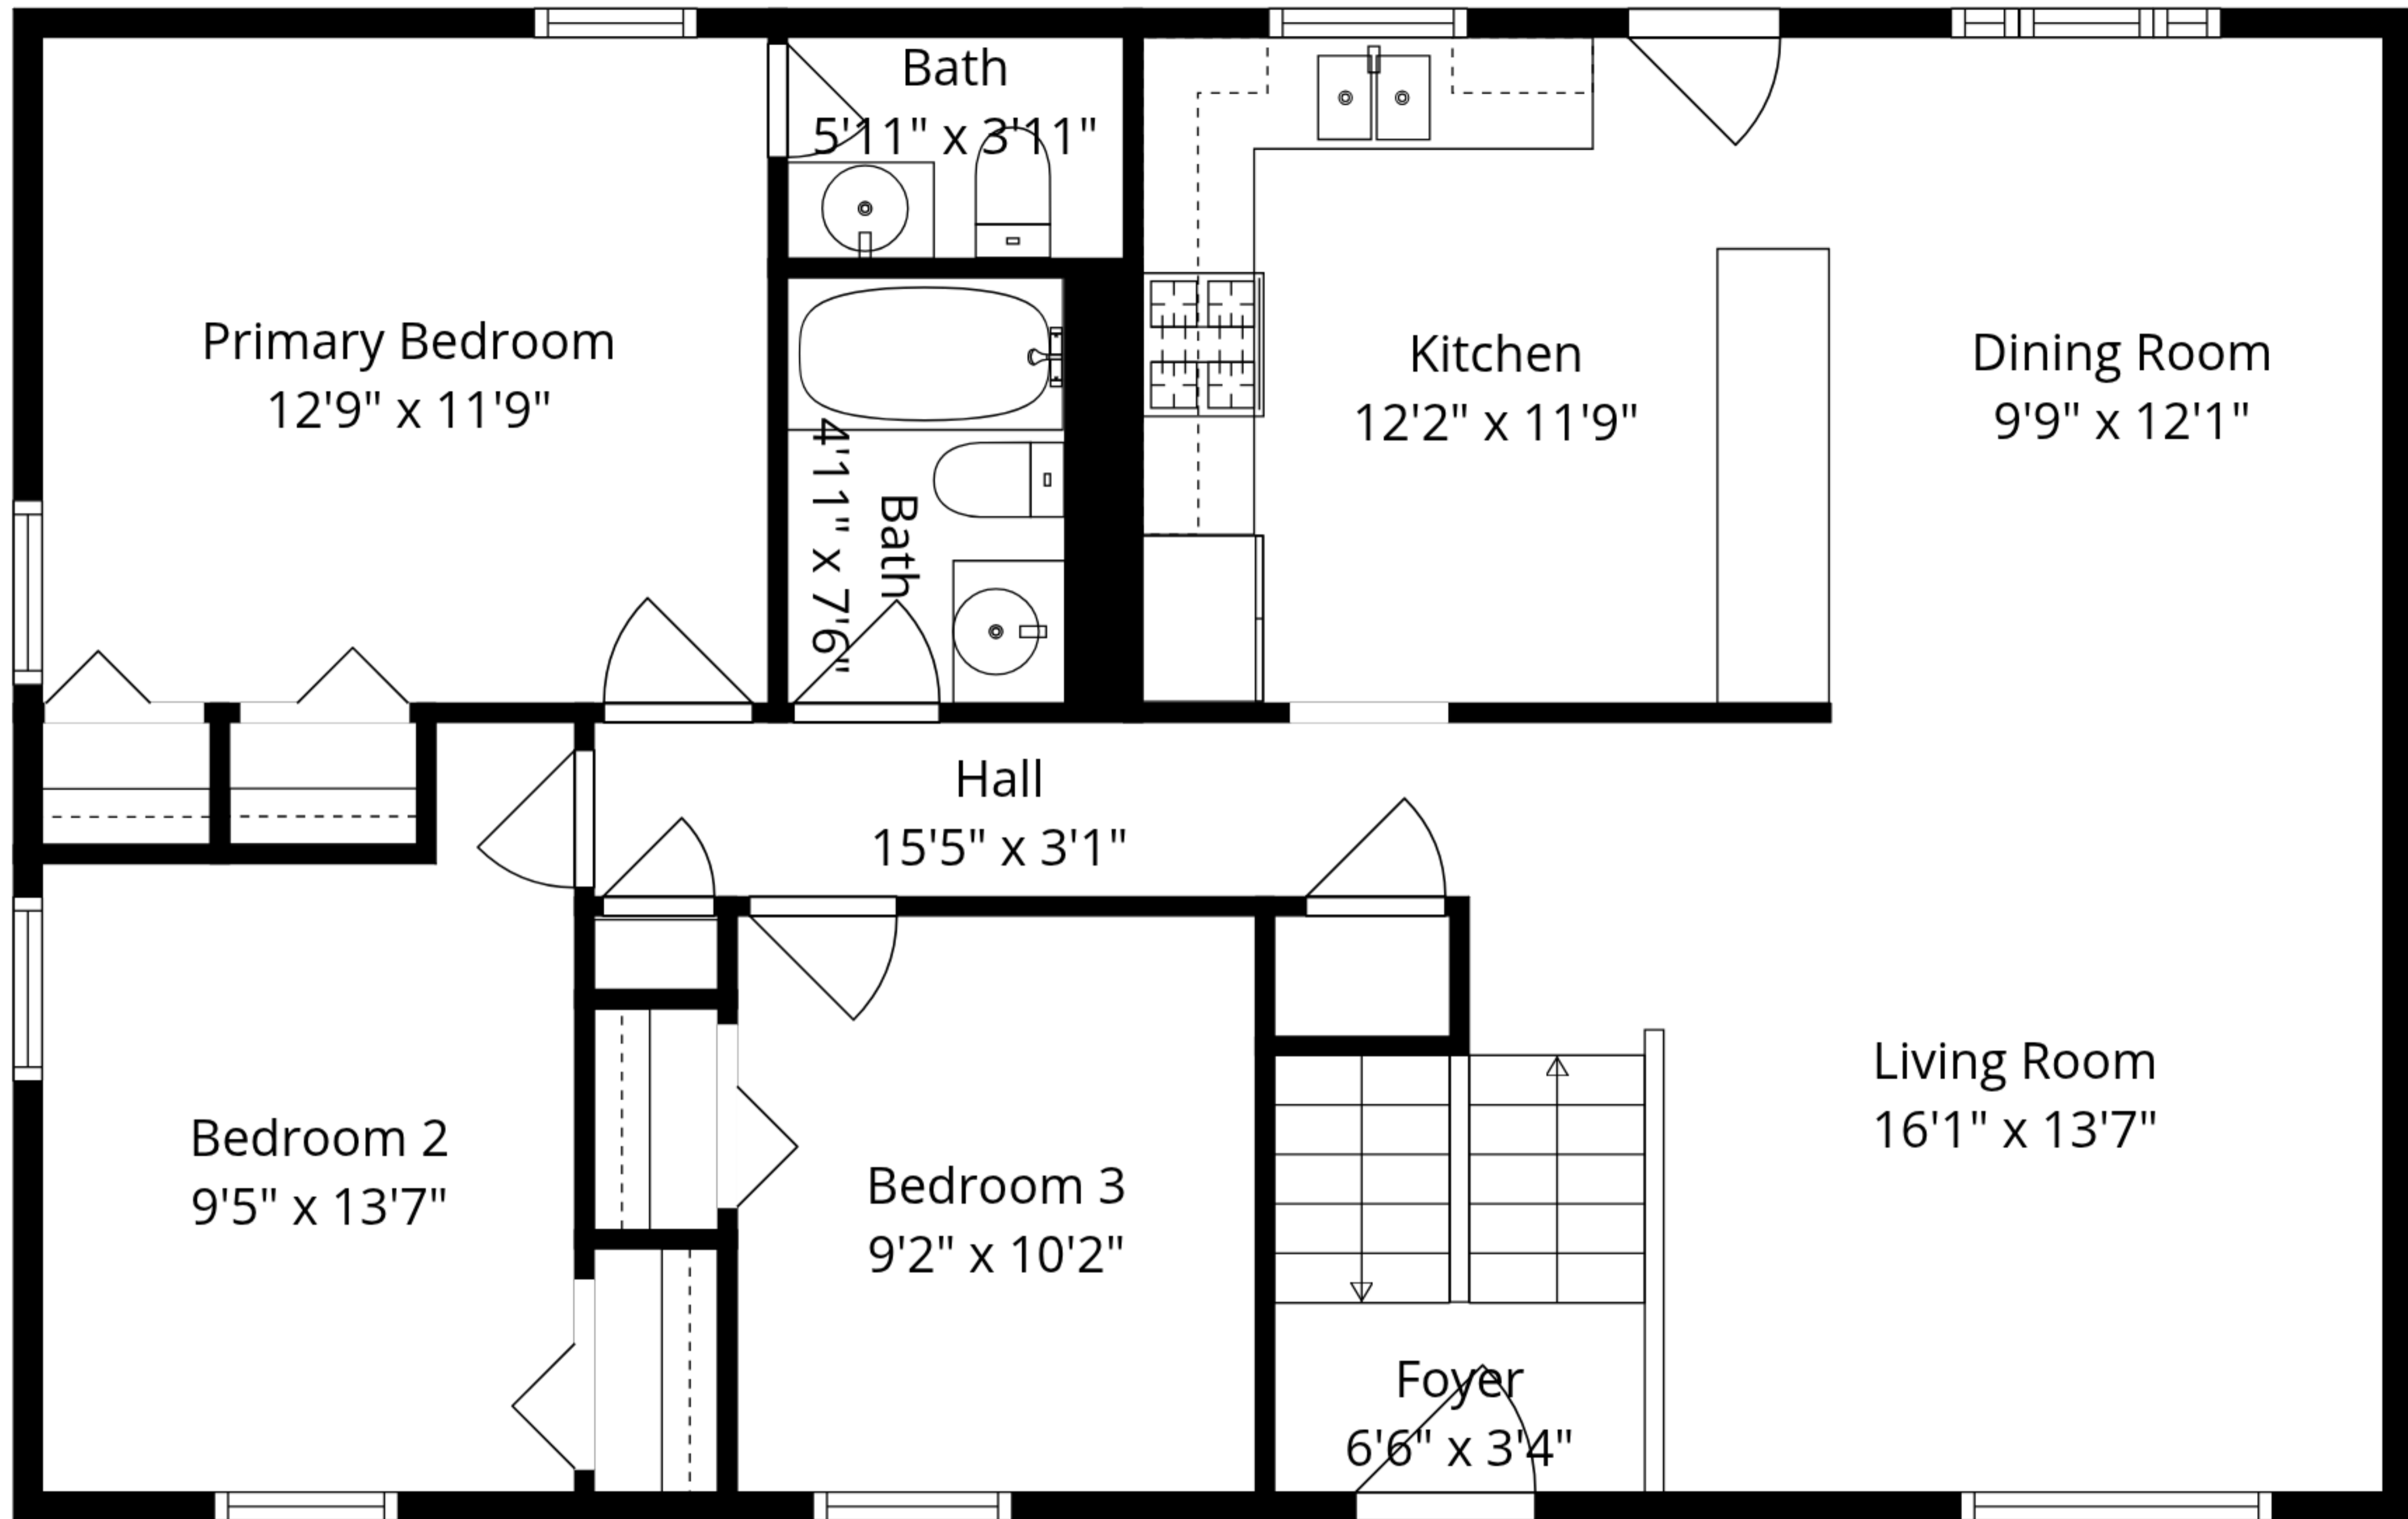 Bath
5'11" x 3'11"
Primary Bedroom
12'9" x 11'9"
Kitchen
12'2" x 11'9"
Dining Room
9'9" x 12'1"
Bath
4'11" x 7'6"
Hall
15'5" x 3'1"
Living Room
16'1" x 13'7"
Bedroom 2
9'5" x 13'7"
Bedroom 3
9'2" x 10'2"
Foyer
6'6" x 3'4"